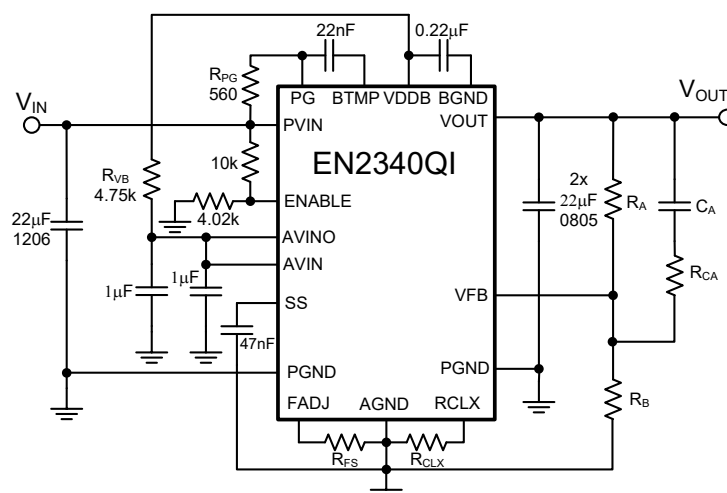 22nF
0.22µF
R_PG
560
PG
BTMP
VDDB
BGND
V_IN
V_OUT
PVIN
VOUT
EN2340QI
10k
R_VB
4.75k
2x
22µF
0805
R_A
C_A
ENABLE
4.02k
22µF
1206
AVINO
AVIN
R_CA
1µF
1µF
SS
VFB
47nF
PGND
PGND
R_B
FADJ
AGND
RCLX
R_FS
R_CLX